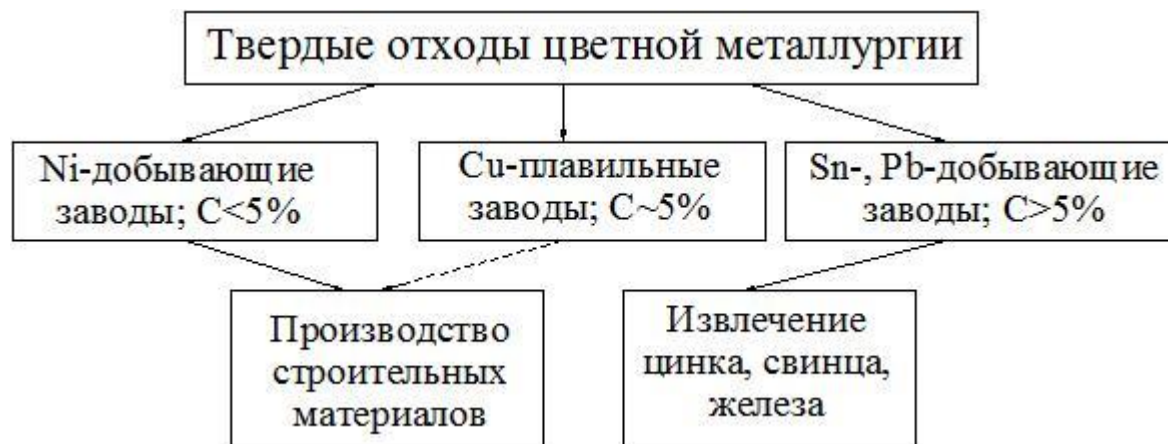 Твердые отходы цветной металлургии
Ni-добывающие
заводы; С<5%
Cu-плавильные
заводы; С~5%
Sn-, Pb-добывающие
заводы; С>5%
Производство
строительных
материалов
Извлечение
цинка, свинца,
железа